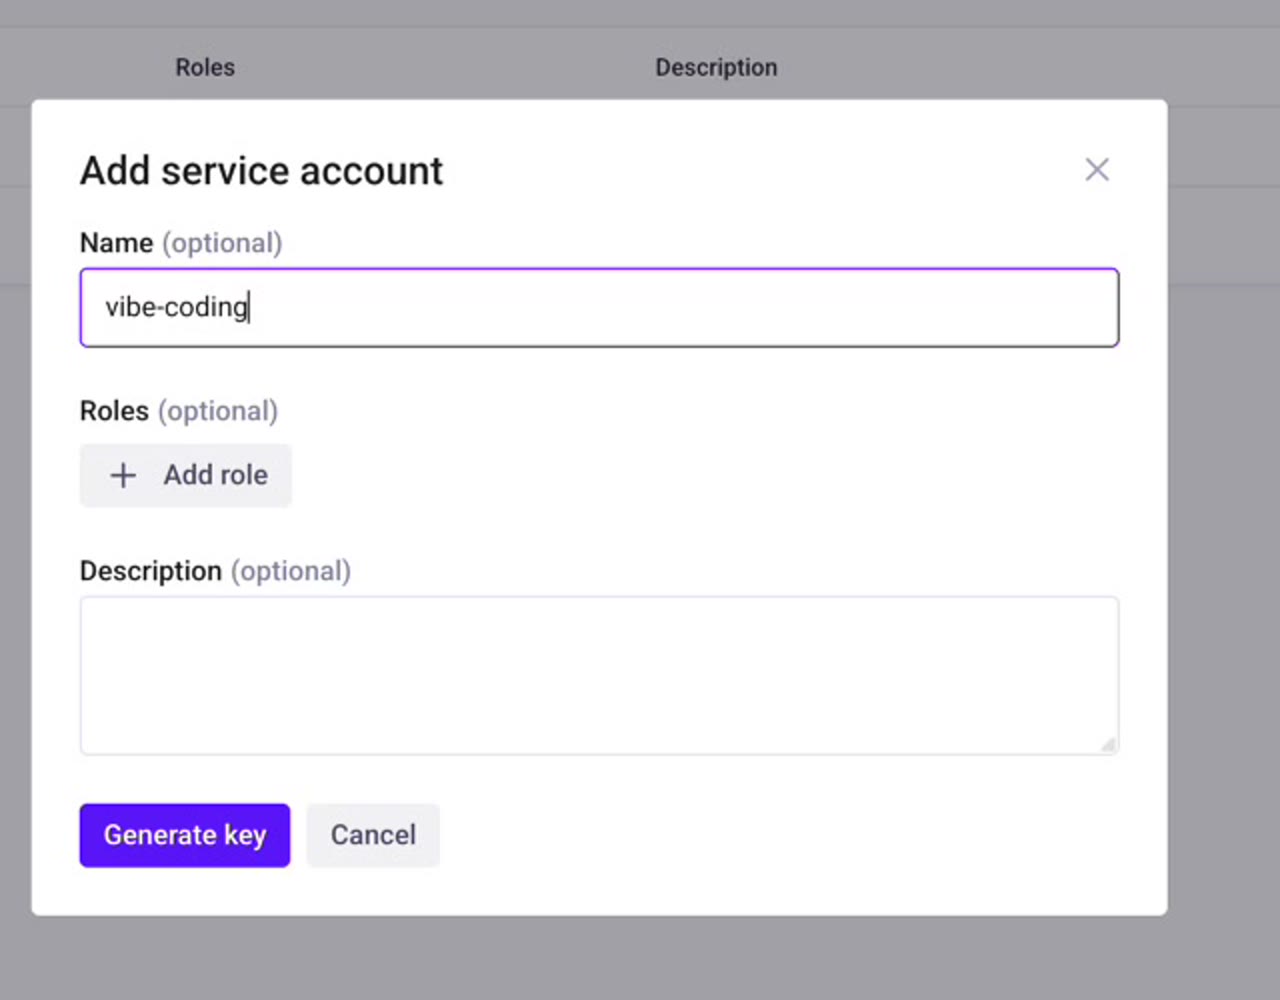 Roles Description
Add service account
Name (optional)
vibe-coding
Roles (optional)
+ Add role
Description (optional)
Generate key Cancel